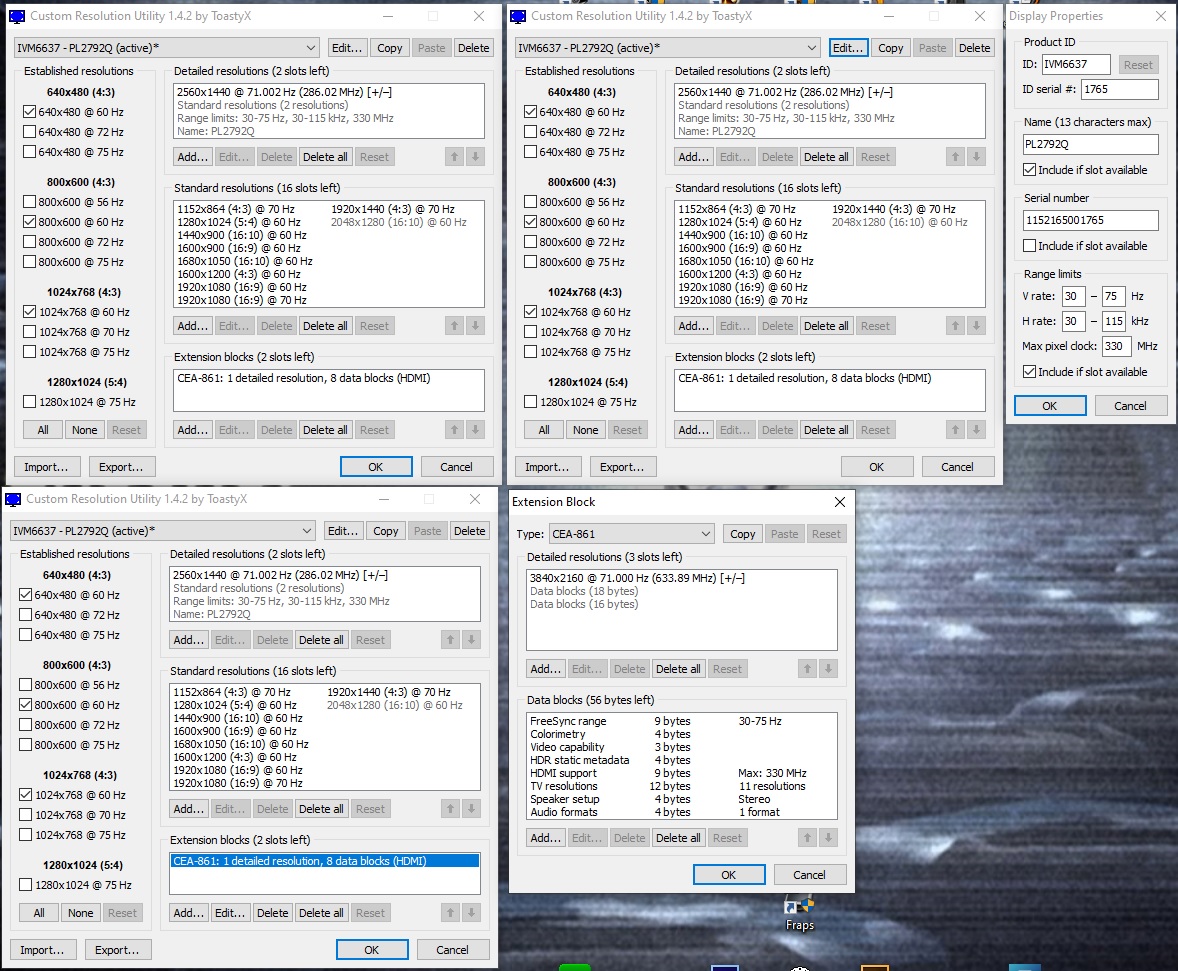 Custom Resolution Utility 1.4.2 by ToastyX
IVM6637 - PL2792Q (active)*
Edit...
Copy
Paste
Delete
Established resolutions
640x480 (4:3)
640x480 @ 60 Hz
640x480 @ 72 Hz
640x480 @ 75 Hz
800x600 (4:3)
800x600 @ 56 Hz
800x600 @ 60 Hz
800x600 @ 72 Hz
800x600 @ 75 Hz
1024x768 (4:3)
1024x768 @ 60 Hz
1024x768 @ 70 Hz
1024x768 @ 75 Hz
1280x1024 (5:4)
1280x1024 @ 75 Hz
All
None
Reset
Detailed resolutions (2 slots left)
2560x1440 @ 71.002 Hz (286.02 MHz) [+/–]
Standard resolutions (2 resolutions)
Range limits: 30-75 Hz, 30-115 kHz, 330 MHz
Name: PL2792Q
Add...
Edit...
Delete
Delete all
Reset
Standard resolutions (16 slots left)
1152x864 (4:3) @ 70 Hz
1280x1024 (5:4) @ 60 Hz
1440x900 (16:10) @ 60 Hz
1600x900 (16:9) @ 60 Hz
1680x1050 (16:10) @ 60 Hz
1600x1200 (4:3) @ 60 Hz
1920x1080 (16:9) @ 60 Hz
1920x1080 (16:9) @ 70 Hz
1920x1440 (4:3) @ 70 Hz
2048x1280 (16:10) @ 60 Hz
Add...
Edit...
Delete
Delete all
Reset
Extension blocks (2 slots left)
CEA-861: 1 detailed resolution, 8 data blocks (HDMI)
Add...
Edit...
Delete
Delete all
Reset
Import...
Export...
OK
Cancel
Custom Resolution Utility 1.4.2 by ToastyX
IVM6637 - PL2792Q (active)*
Edit...
Copy
Paste
Delete
Established resolutions
640x480 (4:3)
640x480 @ 60 Hz
640x480 @ 72 Hz
640x480 @ 75 Hz
800x600 (4:3)
800x600 @ 56 Hz
800x600 @ 60 Hz
800x600 @ 72 Hz
800x600 @ 75 Hz
1024x768 (4:3)
1024x768 @ 60 Hz
1024x768 @ 70 Hz
1024x768 @ 75 Hz
1280x1024 (5:4)
1280x1024 @ 75 Hz
All
None
Reset
Detailed resolutions (2 slots left)
2560x1440 @ 71.002 Hz (286.02 MHz) [+/–]
Standard resolutions (2 resolutions)
Range limits: 30-75 Hz, 30-115 kHz, 330 MHz
Name: PL2792Q
Add...
Edit...
Delete
Delete all
Reset
Standard resolutions (16 slots left)
1152x864 (4:3) @ 70 Hz
1280x1024 (5:4) @ 60 Hz
1440x900 (16:10) @ 60 Hz
1600x900 (16:9) @ 60 Hz
1680x1050 (16:10) @ 60 Hz
1600x1200 (4:3) @ 60 Hz
1920x1080 (16:9) @ 60 Hz
1920x1080 (16:9) @ 70 Hz
1920x1440 (4:3) @ 70 Hz
2048x1280 (16:10) @ 60 Hz
Add...
Edit...
Delete
Delete all
Reset
Extension blocks (2 slots left)
CEA-861: 1 detailed resolution, 8 data blocks (HDMI)
Add...
Edit...
Delete
Delete all
Reset
Import...
Export...
OK
Cancel
Display Properties
Product ID
ID: IVM6637
Reset
ID serial #: 1765
Name (13 characters max)
PL2792Q
Include if slot available
Serial number
1152165001765
Include if slot available
Range limits
V rate: 30 – 75 Hz
H rate: 30 – 115 kHz
Max pixel clock: 330 MHz
Include if slot available
OK
Cancel
Custom Resolution Utility 1.4.2 by ToastyX
IVM6637 - PL2792Q (active)*
Edit...
Copy
Paste
Delete
Established resolutions
640x480 (4:3)
640x480 @ 60 Hz
640x480 @ 72 Hz
640x480 @ 75 Hz
800x600 (4:3)
800x600 @ 56 Hz
800x600 @ 60 Hz
800x600 @ 72 Hz
800x600 @ 75 Hz
1024x768 (4:3)
1024x768 @ 60 Hz
1024x768 @ 70 Hz
1024x768 @ 75 Hz
1280x1024 (5:4)
1280x1024 @ 75 Hz
All
None
Reset
Detailed resolutions (2 slots left)
2560x1440 @ 71.002 Hz (286.02 MHz) [+/–]
Standard resolutions (2 resolutions)
Range limits: 30-75 Hz, 30-115 kHz, 330 MHz
Name: PL2792Q
Add...
Edit...
Delete
Delete all
Reset
Standard resolutions (16 slots left)
1152x864 (4:3) @ 70 Hz
1280x1024 (5:4) @ 60 Hz
1440x900 (16:10) @ 60 Hz
1600x900 (16:9) @ 60 Hz
1680x1050 (16:10) @ 60 Hz
1600x1200 (4:3) @ 60 Hz
1920x1080 (16:9) @ 60 Hz
1920x1080 (16:9) @ 70 Hz
1920x1440 (4:3) @ 70 Hz
2048x1280 (16:10) @ 60 Hz
Add...
Edit...
Delete
Delete all
Reset
Extension blocks (2 slots left)
CEA-861: 1 detailed resolution, 8 data blocks (HDMI)
Add...
Edit...
Delete
Delete all
Reset
Import...
Export...
OK
Cancel
Extension Block
Type: CEA-861
Copy
Paste
Reset
Detailed resolutions (3 slots left)
3840x2160 @ 71.000 Hz (633.89 MHz) [+/–]
Data blocks (18 bytes)
Data blocks (16 bytes)
Add...
Edit...
Delete
Delete all
Reset
Data blocks (56 bytes left)
FreeSync range 9 bytes 30-75 Hz
Colorimetry 4 bytes
Video capability 3 bytes
HDR static metadata 4 bytes
HDMI support 9 bytes Max: 330 MHz
TV resolutions 12 bytes 11 resolutions
Speaker setup 4 bytes Stereo
Audio formats 4 bytes 1 format
Add...
Edit...
Delete
Delete all
Reset
OK
Cancel
Fraps